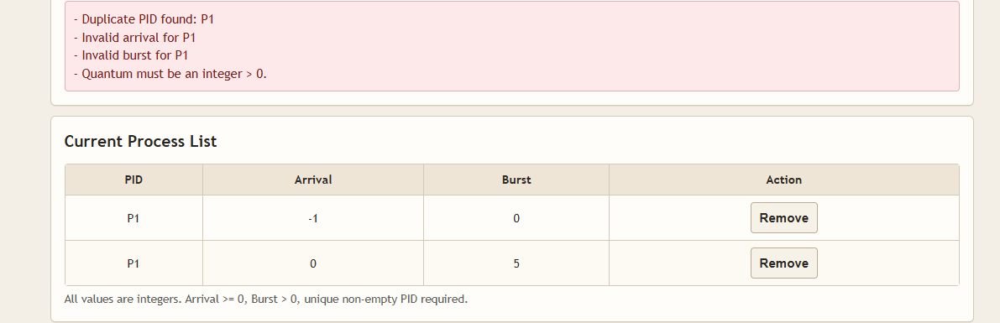 - Duplicate PID found: P1
- Invalid arrival for P1
- Invalid burst for P1
- Quantum must be an integer > 0.
Current Process List
PID Arrival Burst Action
P1 -1 0 Remove
P1 0 5 Remove
All values are integers. Arrival >= 0, Burst > 0, unique non-empty PID required.